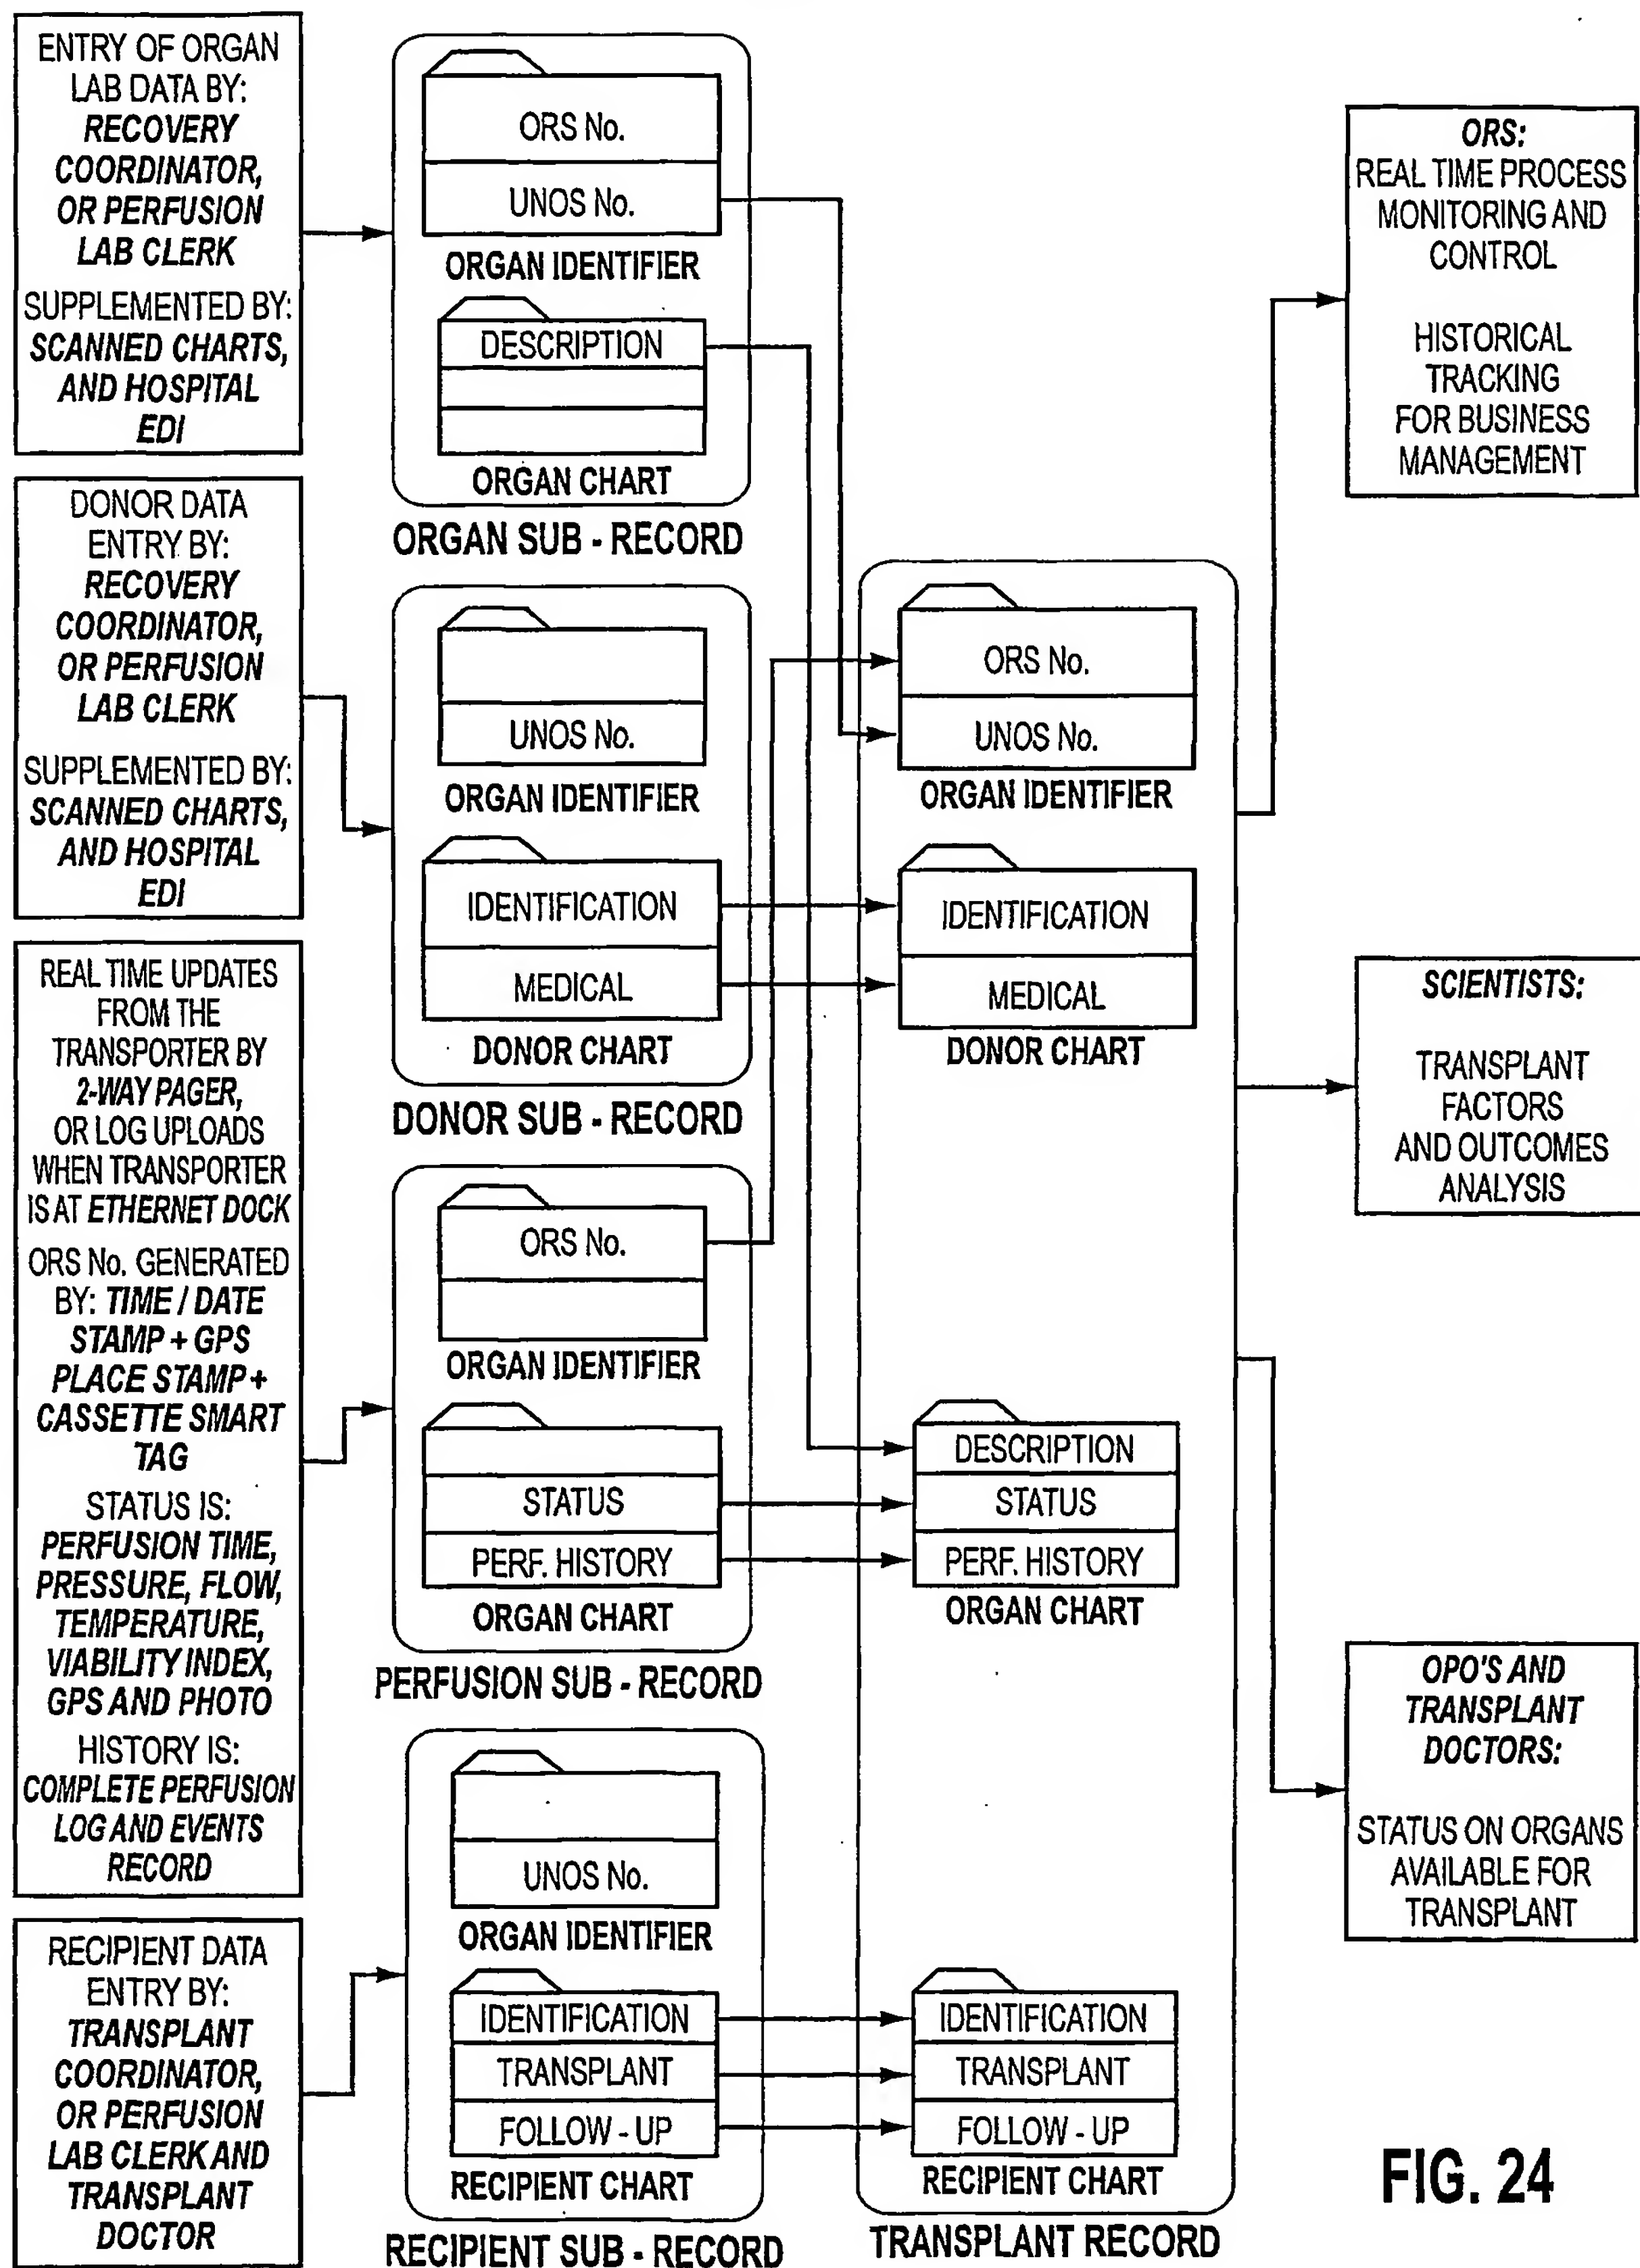 ENTRY OF ORGAN
LAB DATA BY:
RECOVERY
COORDINATOR,
OR PERFUSION
LAB CLERK
SUPPLEMENTED BY:
SCANNED CHARTS,
AND HOSPITAL
EDI
DONOR DATA
ENTRY BY:
RECOVERY
COORDINATOR,
OR PERFUSION
LAB CLERK
SUPPLEMENTED BY:
SCANNED CHARTS,
AND HOSPITAL
EDI
REAL TIME UPDATES
FROM THE
TRANSPORTER BY
2-WAY PAGER,
OR LOG UPLOADS
WHEN TRANSPORTER
IS AT ETHERNET DOCK
ORS No. GENERATED
BY: TIME / DATE
STAMP + GPS
PLACE STAMP +
CASSETTE SMART
TAG
STATUS IS:
PERFUSION TIME,
PRESSURE, FLOW,
TEMPERATURE,
VIABILITY INDEX,
GPS AND PHOTO
HISTORY IS:
COMPLETE PERFUSION
LOG AND EVENTS
RECORD
RECIPIENT DATA
ENTRY BY:
TRANSPLANT
COORDINATOR,
OR PERFUSION
LAB CLERK AND
TRANSPLANT
DOCTOR
ORS No.
UNOS No.
ORGAN IDENTIFIER
DESCRIPTION
ORGAN CHART
ORGAN SUB - RECORD
UNOS No.
ORGAN IDENTIFIER
IDENTIFICATION
MEDICAL
DONOR CHART
DONOR SUB - RECORD
ORS No.
ORGAN IDENTIFIER
STATUS
PERF. HISTORY
ORGAN CHART
PERFUSION SUB - RECORD
UNOS No.
ORGAN IDENTIFIER
IDENTIFICATION
TRANSPLANT
FOLLOW - UP
RECIPIENT CHART
RECIPIENT SUB - RECORD
ORS No.
UNOS No.
ORGAN IDENTIFIER
IDENTIFICATION
MEDICAL
DONOR CHART
DESCRIPTION
STATUS
PERF. HISTORY
ORGAN CHART
IDENTIFICATION
TRANSPLANT
FOLLOW - UP
RECIPIENT CHART
TRANSPLANT RECORD
ORS:
REAL TIME PROCESS
MONITORING AND
CONTROL
HISTORICAL
TRACKING
FOR BUSINESS
MANAGEMENT
SCIENTISTS:
TRANSPLANT
FACTORS
AND OUTCOMES
ANALYSIS
OPO'S AND
TRANSPLANT
DOCTORS:
STATUS ON ORGANS
AVAILABLE FOR
TRANSPLANT
FIG. 24